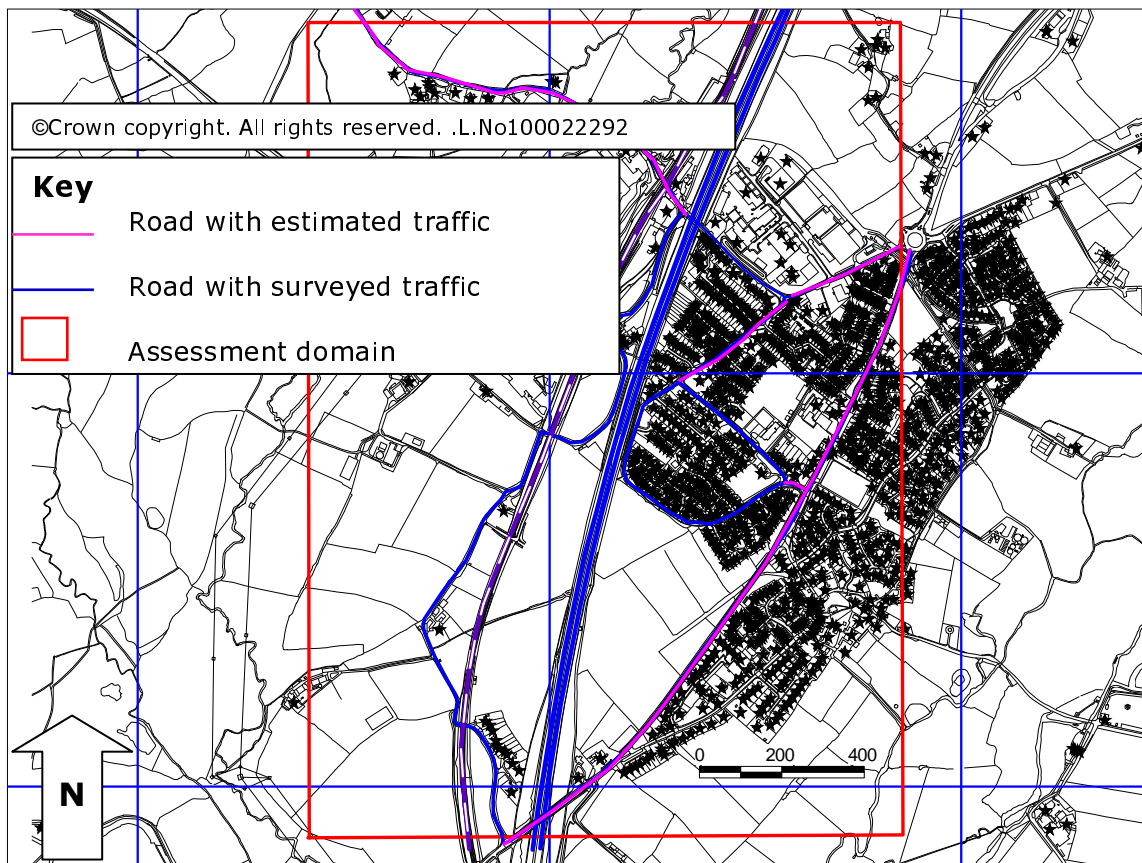 ©Crown copyright. All rights reserved. .L.No100022292
Key
Road with estimated traffic
Road with surveyed traffic
Assessment domain
0 200 400
N